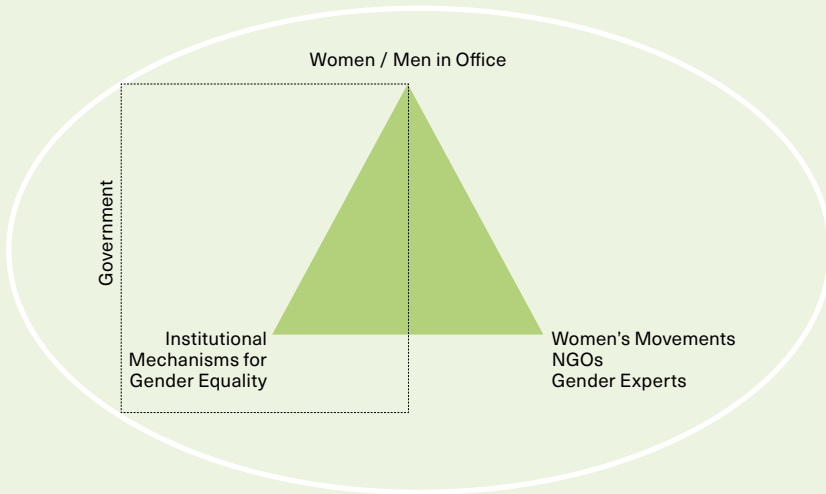 Women / Men in Office
Government
Institutional
Mechanisms for
Gender Equality
Women's Movements
NGOs
Gender Experts